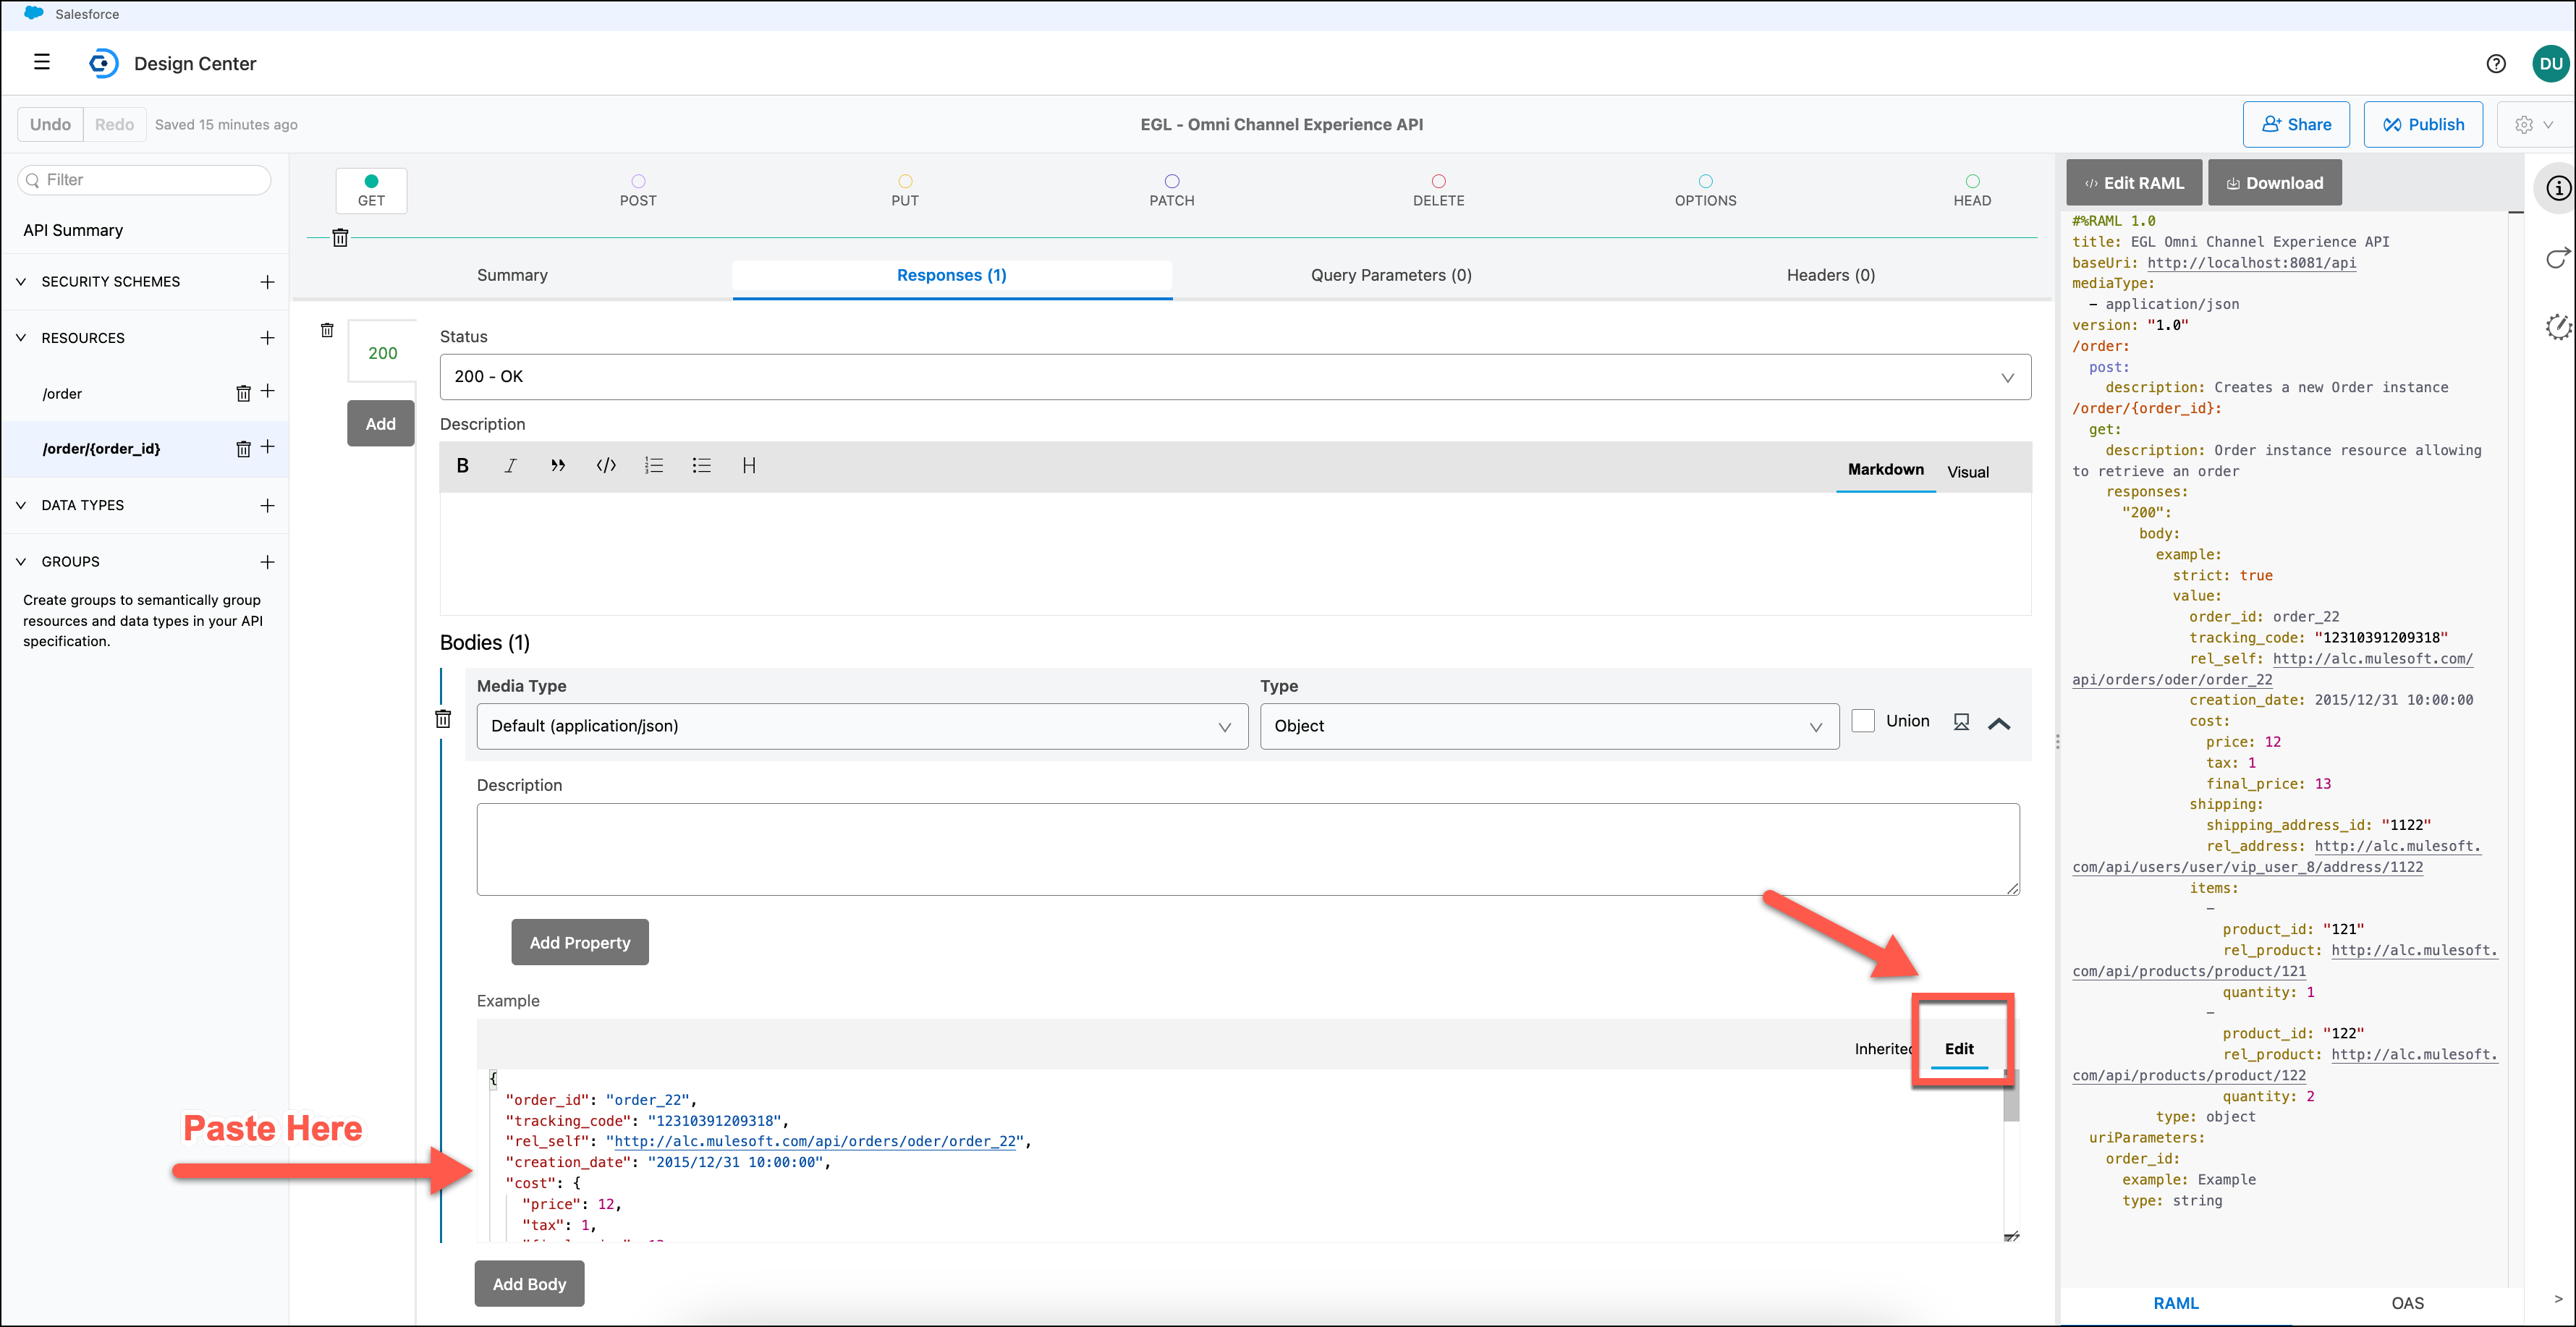 Salesforce
Design Center
DU
Undo
Redo
Saved 15 minutes ago
EGL - Omni Channel Experience API
Share
Publish
Filter
API Summary
SECURITY SCHEMES
RESOURCES
/order
/order/{order_id}
DATA TYPES
GROUPS
Create groups to semantically group
resources and data types in your API
specification.
GET
POST
PUT
PATCH
DELETE
OPTIONS
HEAD
Summary
Responses (1)
Query Parameters (0)
Headers (0)
200
Add
Status
200 - OK
Description
B I ” </> H
Markdown
Visual
Bodies (1)
Media Type
Type
Default (application/json)
Object
Union
Description
Add Property
Example
Inherited
Edit
Paste Here
{
"order_id": "order_22",
"tracking_code": "12310391209318",
"rel_self": "http://alc.mulesoft.com/api/orders/oder/order_22",
"creation_date": "2015/12/31 10:00:00",
"cost": {
"price": 12,
"tax": 1,
Add Body
</> Edit RAML
Download
#%RAML 1.0
title: EGL Omni Channel Experience API
baseUri: http://localhost:8081/api
mediaType:
- application/json
version: "1.0"
/order:
post:
description: Creates a new Order instance
/order/{order_id}:
get:
description: Order instance resource allowing
to retrieve an order
responses:
"200":
body:
example:
strict: true
value:
order_id: order_22
tracking_code: "12310391209318"
rel_self: http://alc.mulesoft.com/
api/orders/oder/order_22
creation_date: 2015/12/31 10:00:00
cost:
price: 12
tax: 1
final_price: 13
shipping:
shipping_address_id: "1122"
rel_address: http://alc.mulesoft.
com/api/users/user/vip_user_8/address/1122
items:
-
product_id: "121"
rel_product: http://alc.mulesoft.
com/api/products/product/121
quantity: 1
-
product_id: "122"
rel_product: http://alc.mulesoft.
com/api/products/product/122
quantity: 2
type: object
uriParameters:
order_id:
example: Example
type: string
RAML
OAS
>